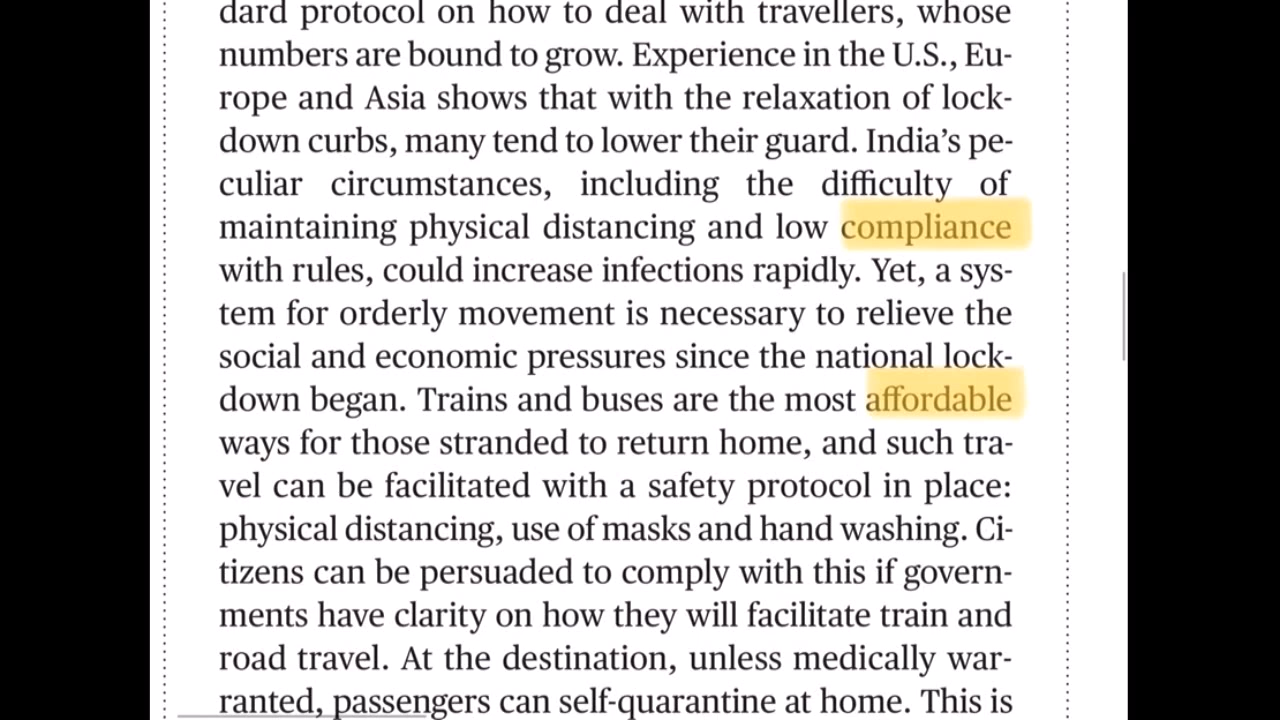 dard protocol on how to deal with travellers, whose
numbers are bound to grow. Experience in the U.S., Eu-
rope and Asia shows that with the relaxation of lock-
down curbs, many tend to lower their guard. India’s pe-
culiar circumstances, including the difficulty of
maintaining physical distancing and low compliance
with rules, could increase infections rapidly. Yet, a sys-
tem for orderly movement is necessary to relieve the
social and economic pressures since the national lock-
down began. Trains and buses are the most affordable
ways for those stranded to return home, and such tra-
vel can be facilitated with a safety protocol in place:
physical distancing, use of masks and hand washing. Ci-
tizens can be persuaded to comply with this if govern-
ments have clarity on how they will facilitate train and
road travel. At the destination, unless medically war-
ranted, passengers can self-quarantine at home. This is